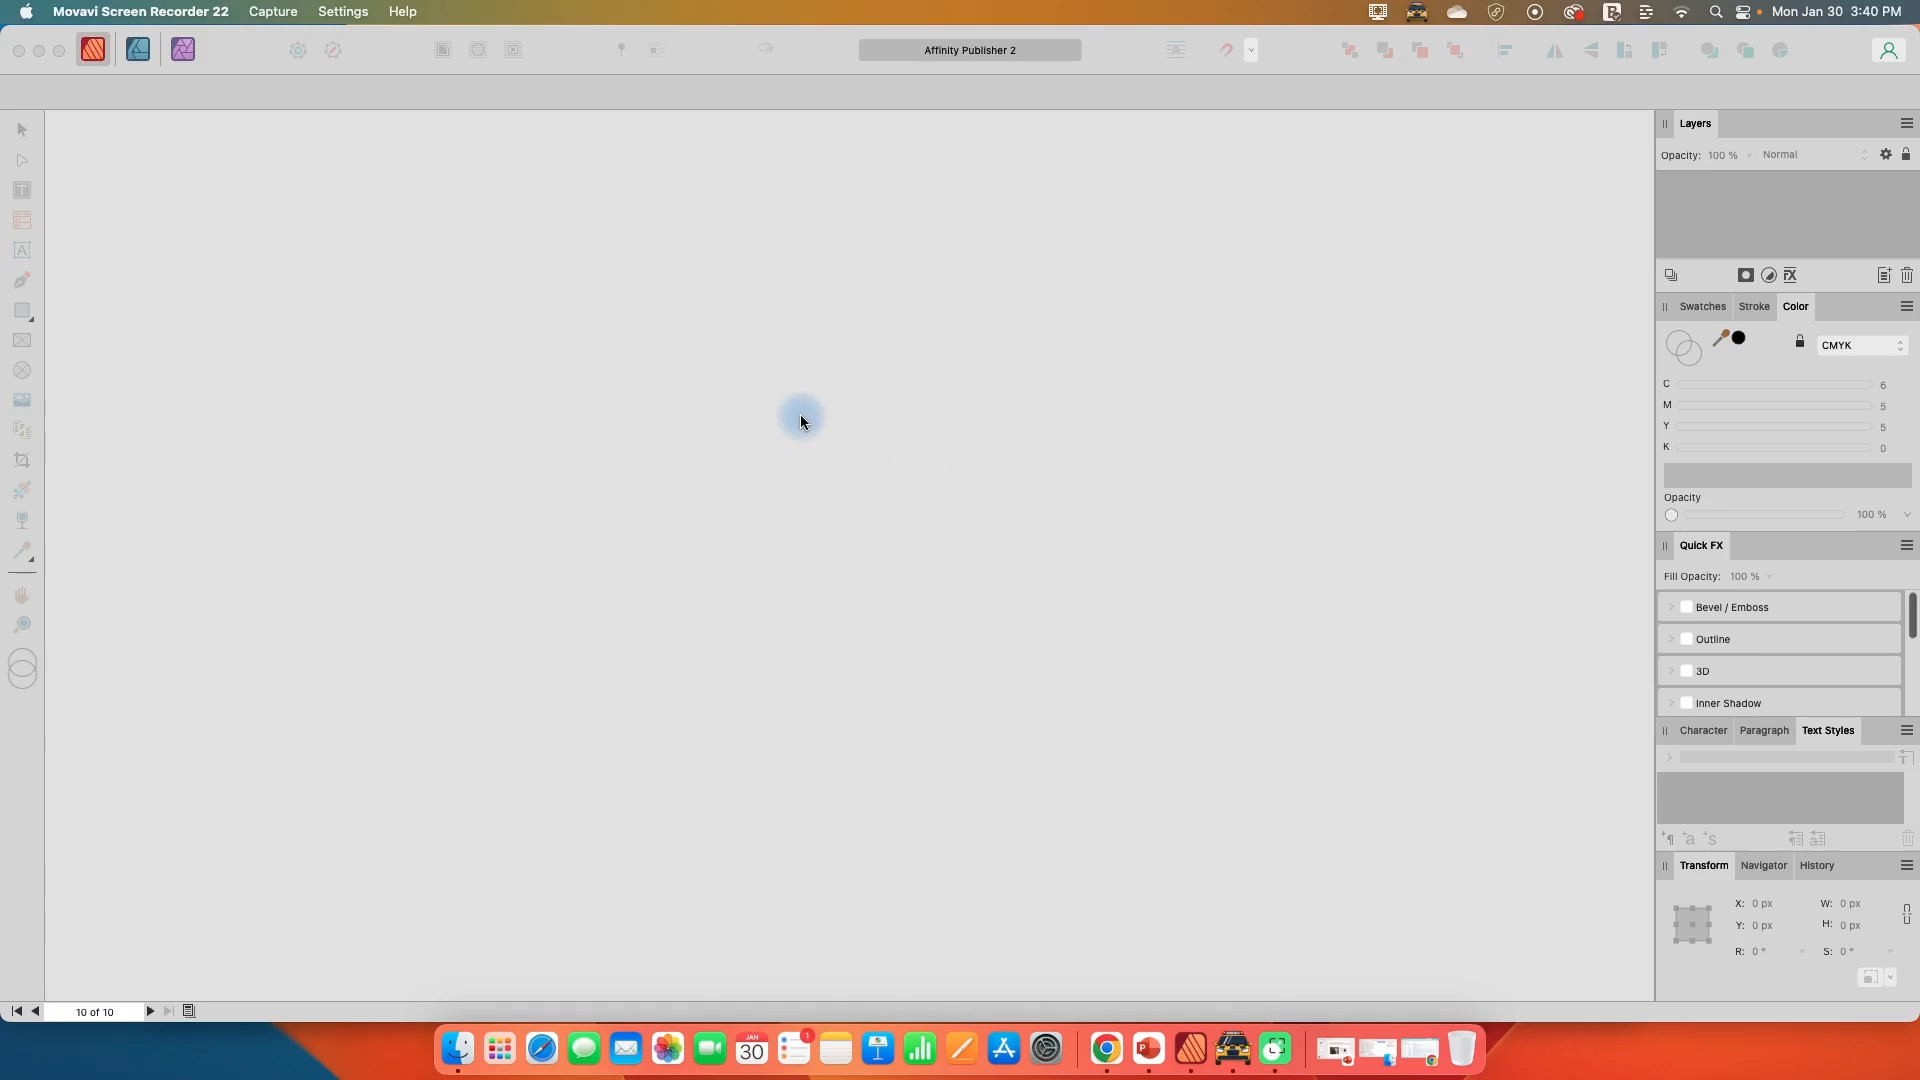 Movavi Screen Recorder 22 Capture Settings Help Mon Jan 30 3:40 PM
Affinity Publisher 2
Layers
Opacity: 100 % Normal
Swatches Stroke Color
CMYK
C 6
M 5
Y 5
K 0
Opacity
100 %
Quick FX
Fill Opacity: 100 %
Bevel / Emboss
Outline
3D
Inner Shadow
Character Paragraph Text Styles
Transform Navigator History
X: 0 px W: 0 px
Y: 0 px H: 0 px
R: 0 ° S: 0 °
10 of 10
JAN
30
1